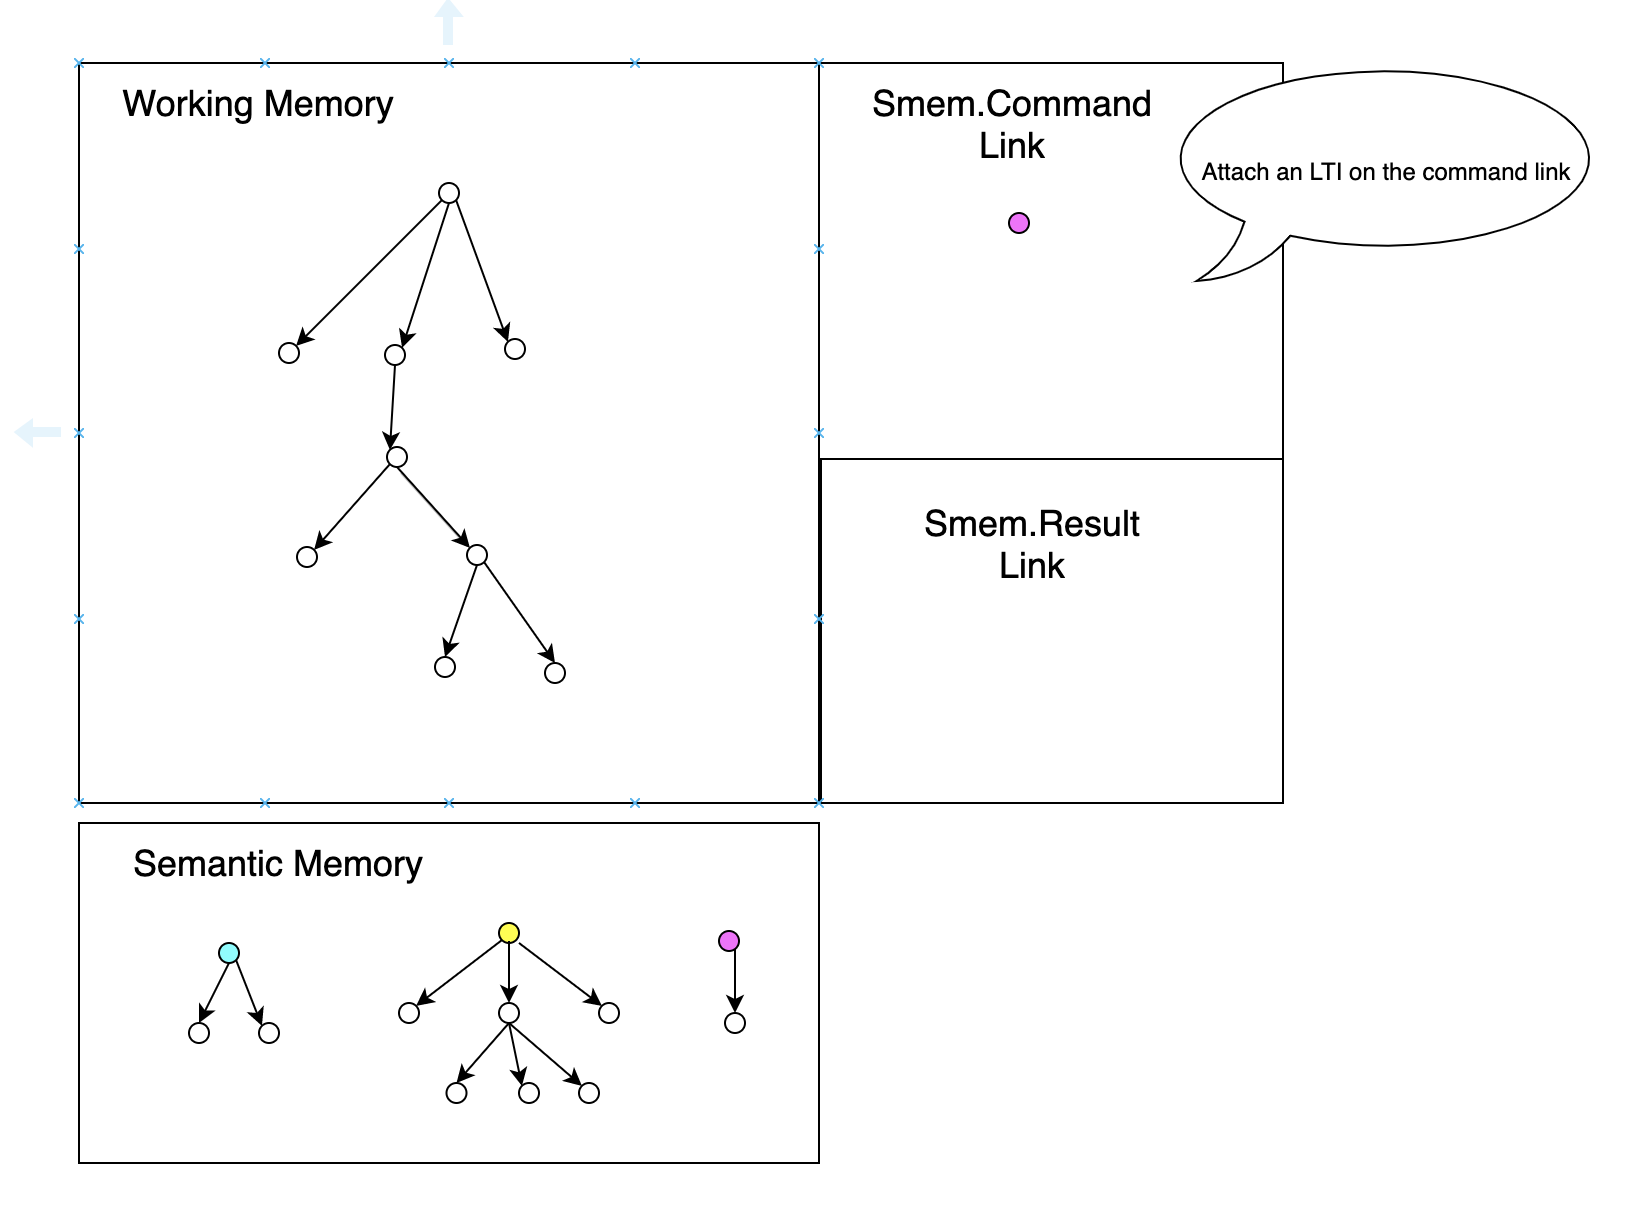 Working Memory
Smem.Command
Link
Attach an LTI on the command link
Smem.Result
Link
Semantic Memory